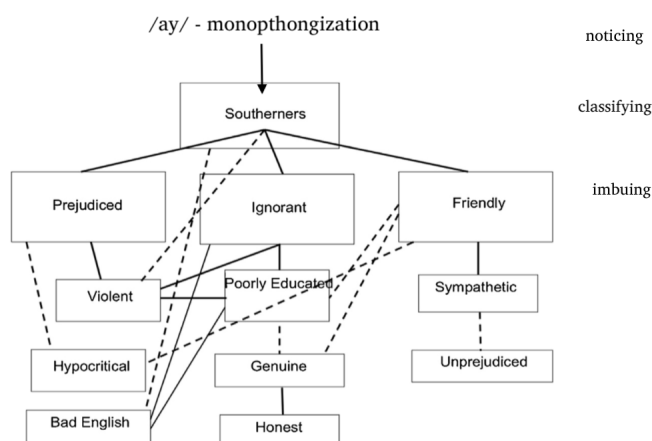 /ay/ - monopthongization
noticing
Southerners
classifying
Prejudiced
Ignorant
Friendly
imbuing
Violent
Poorly Educated
Sympathetic
Hypocritical
Genuine
Unprejudiced
Bad English
Honest